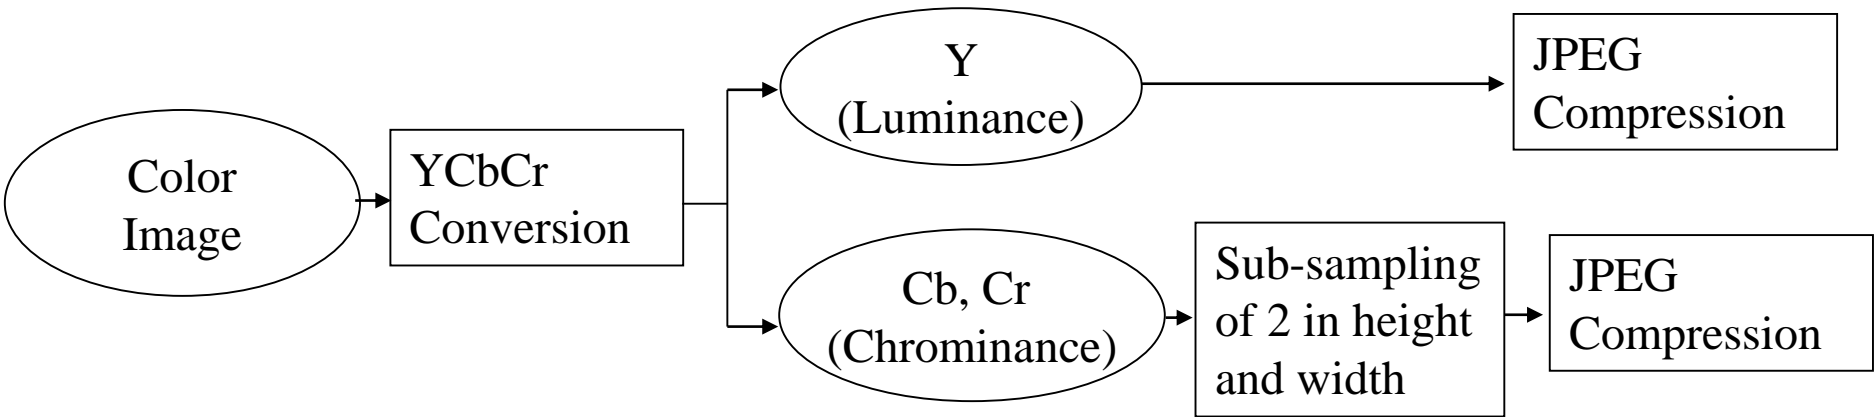 Color
Image
YCbCr
Conversion
Y
(Luminance)
JPEG
Compression
Cb, Cr
(Chrominance)
Sub-sampling
of 2 in height
and width
JPEG
Compression